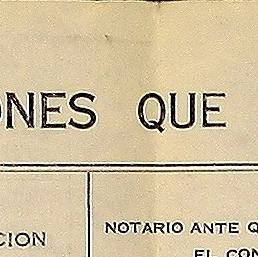 ONES QUE
CION
NOTARIO ANTE Q
EL CON